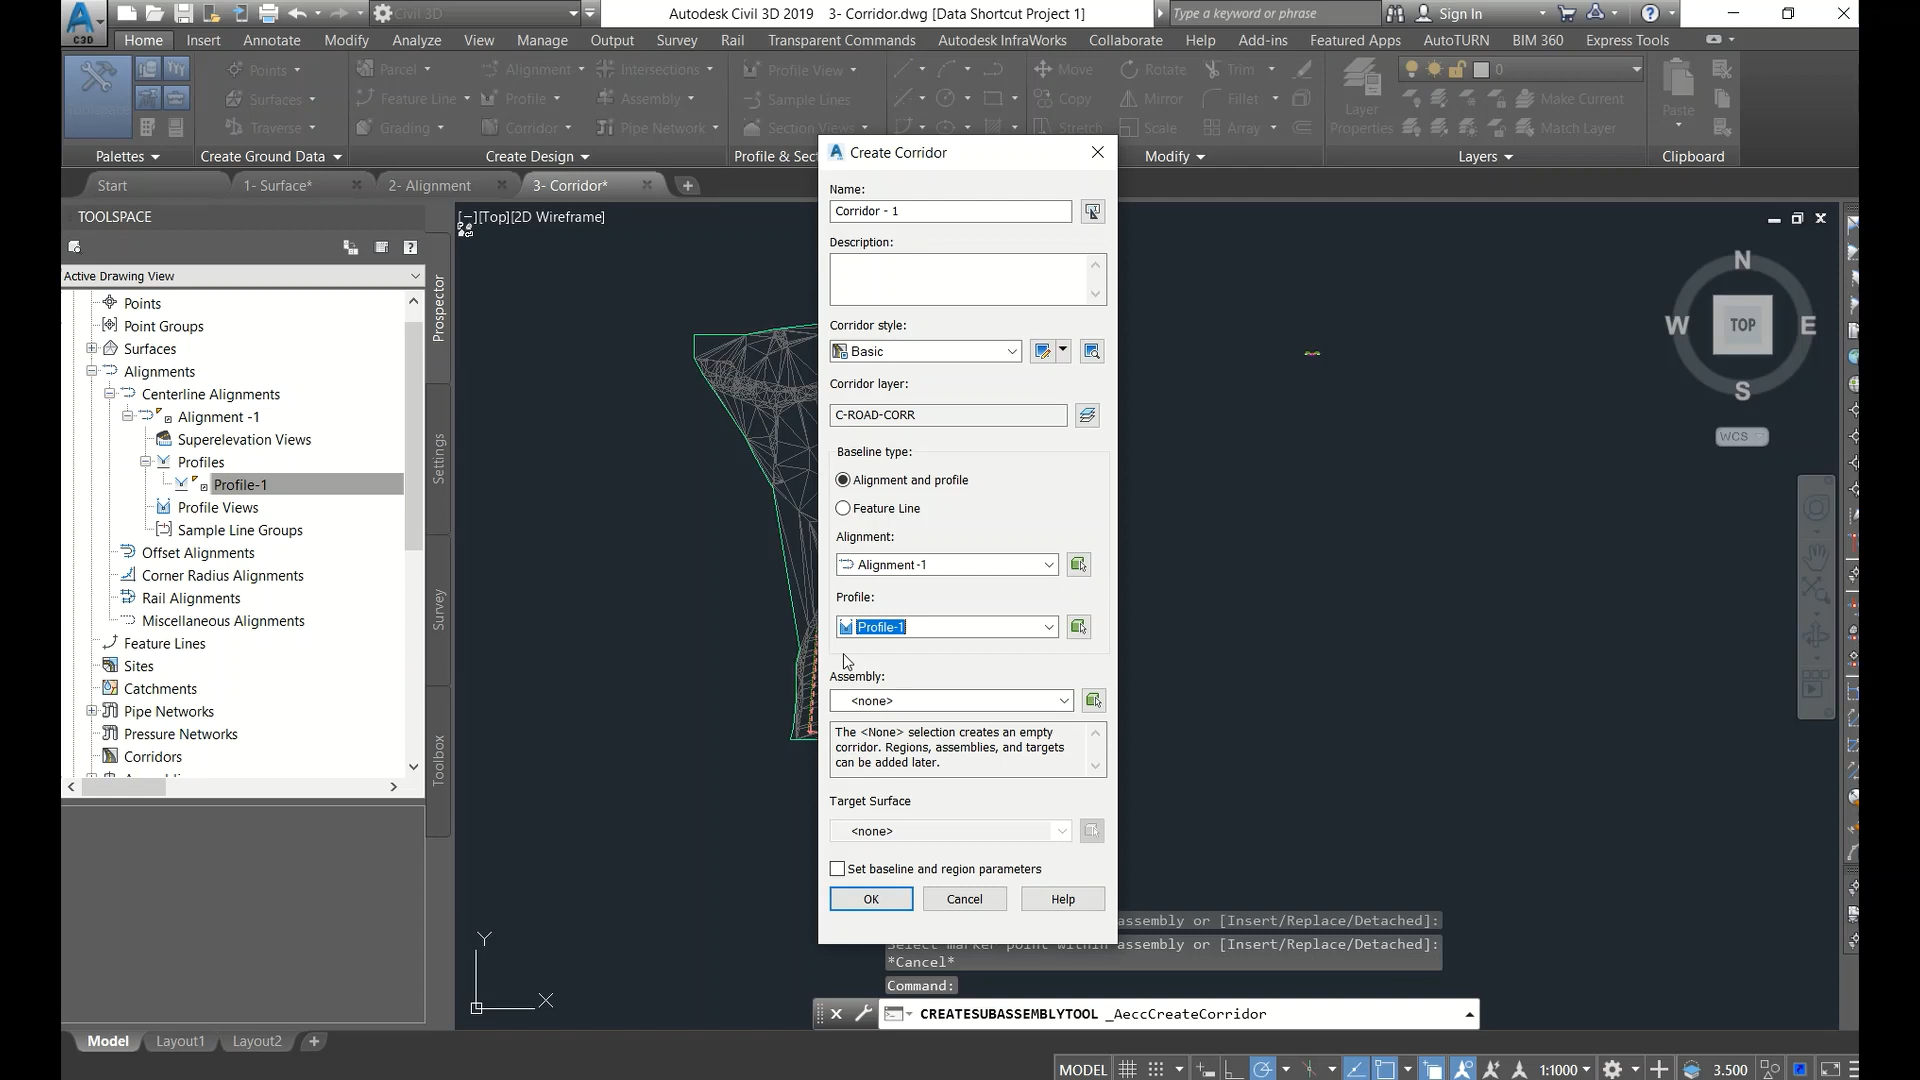 Civil 3D
Autodesk Civil 3D 2019 3- Corridor.dwg [Data Shortcut Project 1]
Type a keyword or phrase
Sign In
C3D
Home Insert Annotate Modify Analyze View Manage Output Survey Rail Transparent Commands Autodesk InfraWorks Collaborate Help Add-ins Featured Apps AutoTURN BIM 360 Express Tools
Points Parcel Alignment Intersections Profile View Move Rotate Trim 0
Surfaces Feature Line Profile Assembly Sample Lines Copy Mirror Fillet Layer Properties Make Current Paste
Traverse Grading Corridor Pipe Network Section Views Stretch Scale Array Match Layer
Palettes Create Ground Data Create Design Profile & Sec Modify Layers Clipboard
Start 1- Surface* 2- Alignment 3- Corridor*
TOOLSPACE
[−][Top][2D Wireframe]
Active Drawing View
Points
Point Groups
Surfaces
Alignments
Centerline Alignments
Alignment -1
Superelevation Views
Profiles
Profile-1
Profile Views
Sample Line Groups
Offset Alignments
Corner Radius Alignments
Rail Alignments
Miscellaneous Alignments
Feature Lines
Sites
Catchments
Pipe Networks
Pressure Networks
Corridors
Prospector
Settings
Survey
Toolbox
Create Corridor
Name:
Corridor - 1
Description:
Corridor style:
Basic
Corridor layer:
C-ROAD-CORR
Baseline type:
Alignment and profile
Feature Line
Alignment:
Alignment-1
Profile:
Profile-1
Assembly:
<none>
The <None> selection creates an empty
corridor. Regions, assemblies, and targets
can be added later.
Target Surface
<none>
Set baseline and region parameters
OK Cancel Help
N
W TOP E
S
WCS
assembly or [Insert/Replace/Detached]:
Select marker point within assembly or [Insert/Replace/Detached]:
*Cancel*
Command:
CREATESUBASSEMBLYTOOL _AeccCreateCorridor
Y
X
Model Layout1 Layout2
MODEL 1:1000 3.500